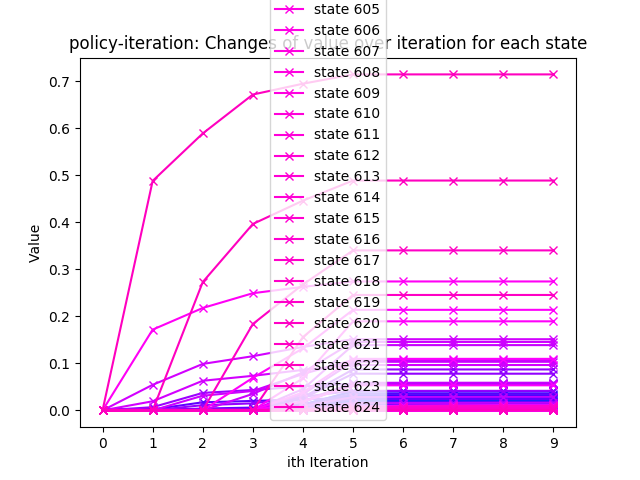 policy-iteration: Changes of value over iteration for each state
Value
0.7
0.6
0.5
0.4
0.3
0.2
0.1
0.0
0 1 2 3 4 5 6 7 8 9
ith Iteration
state 605
state 606
state 607
state 608
state 609
state 610
state 611
state 612
state 613
state 614
state 615
state 616
state 617
state 618
state 619
state 620
state 621
state 622
state 623
state 624